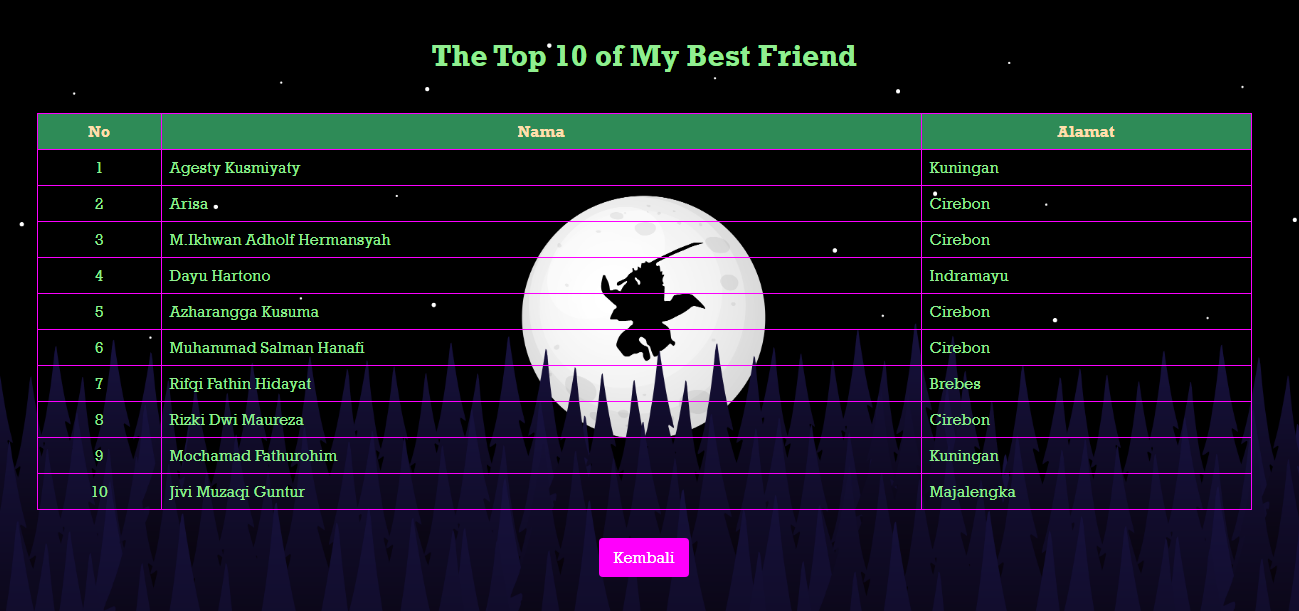 The Top 10 of My Best Friend
No Nama Alamat
1 Agesty Kusmiyaty Kuningan
2 Arisa Cirebon
3 M.Ikhwan Adholf Hermansyah Cirebon
4 Dayu Hartono Indramayu
5 Azharangga Kusuma Cirebon
6 Muhammad Salman Hanafi Cirebon
7 Rifqi Fathin Hidayat Brebes
8 Rizki Dwi Maureza Cirebon
9 Mochamad Fathurohim Kuningan
10 Jivi Muzaqi Guntur Majalengka
Kembali